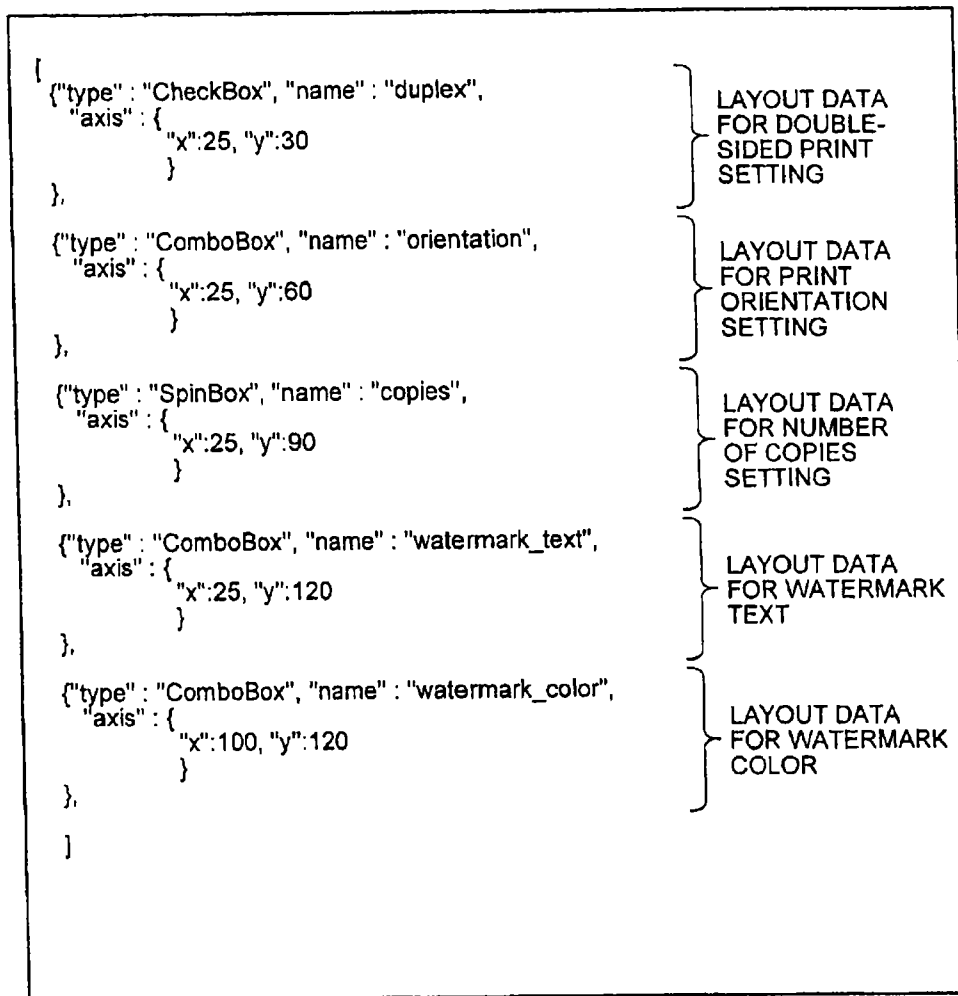 [
{"type" : "CheckBox", "name" : "duplex",
"axis" : {
"x":25, "y":30
}
},
LAYOUT DATA
FOR DOUBLE-
SIDED PRINT
SETTING
{"type" : "ComboBox", "name" : "orientation",
"axis" : {
"x":25, "y":60
}
},
LAYOUT DATA
FOR PRINT
ORIENTATION
SETTING
{"type" : "SpinBox", "name" : "copies",
"axis" : {
"x":25, "y":90
}
},
LAYOUT DATA
FOR NUMBER
OF COPIES
SETTING
{"type" : "ComboBox", "name" : "watermark_text",
"axis" : {
"x":25, "y":120
}
},
LAYOUT DATA
FOR WATERMARK
TEXT
{"type" : "ComboBox", "name" : "watermark_color",
"axis" : {
"x":100, "y":120
}
},
LAYOUT DATA
FOR WATERMARK
COLOR
]